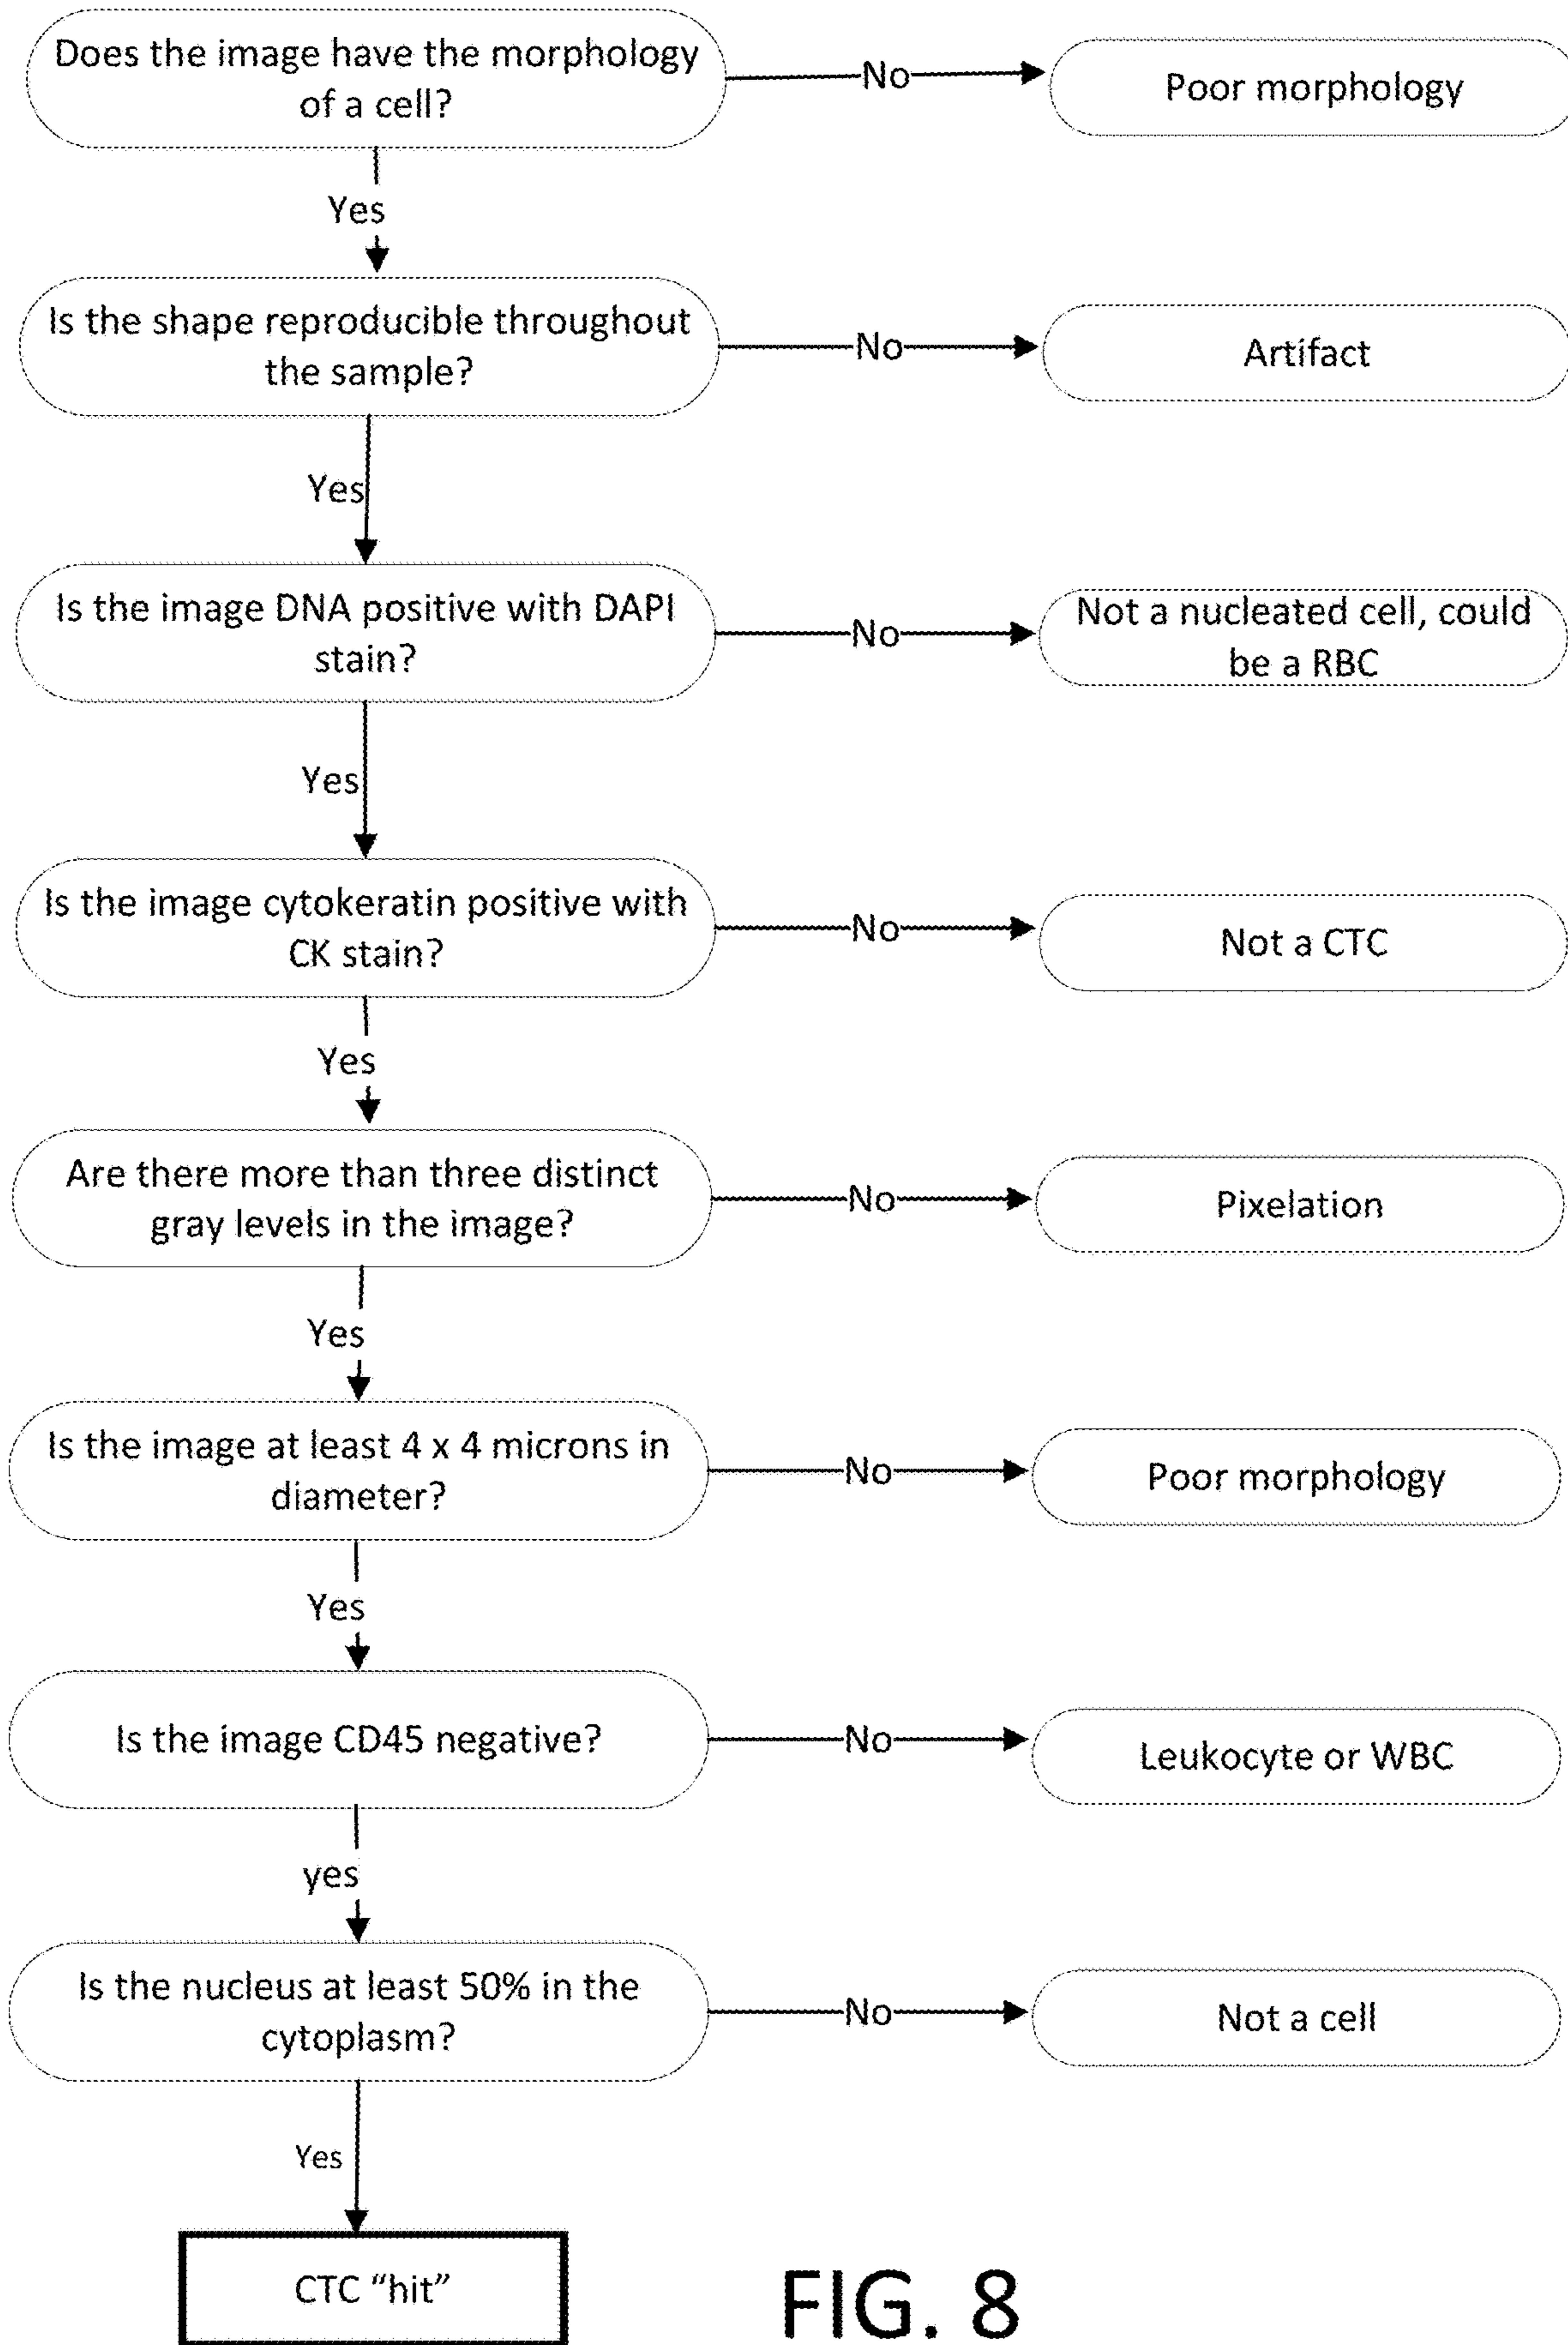 Does the image have the morphology
of a cell?
No
Poor morphology
Yes
Is the shape reproducible throughout
the sample?
No
Artifact
Yes
Is the image DNA positive with DAPI
stain?
No
Not a nucleated cell, could
be a RBC
Yes
Is the image cytokeratin positive with
CK stain?
No
Not a CTC
Yes
Are there more than three distinct
gray levels in the image?
No
Pixelation
Yes
Is the image at least 4 x 4 microns in
diameter?
No
Poor morphology
Yes
Is the image CD45 negative?
No
Leukocyte or WBC
yes
Is the nucleus at least 50% in the
cytoplasm?
No
Not a cell
Yes
CTC “hit”
FIG. 8